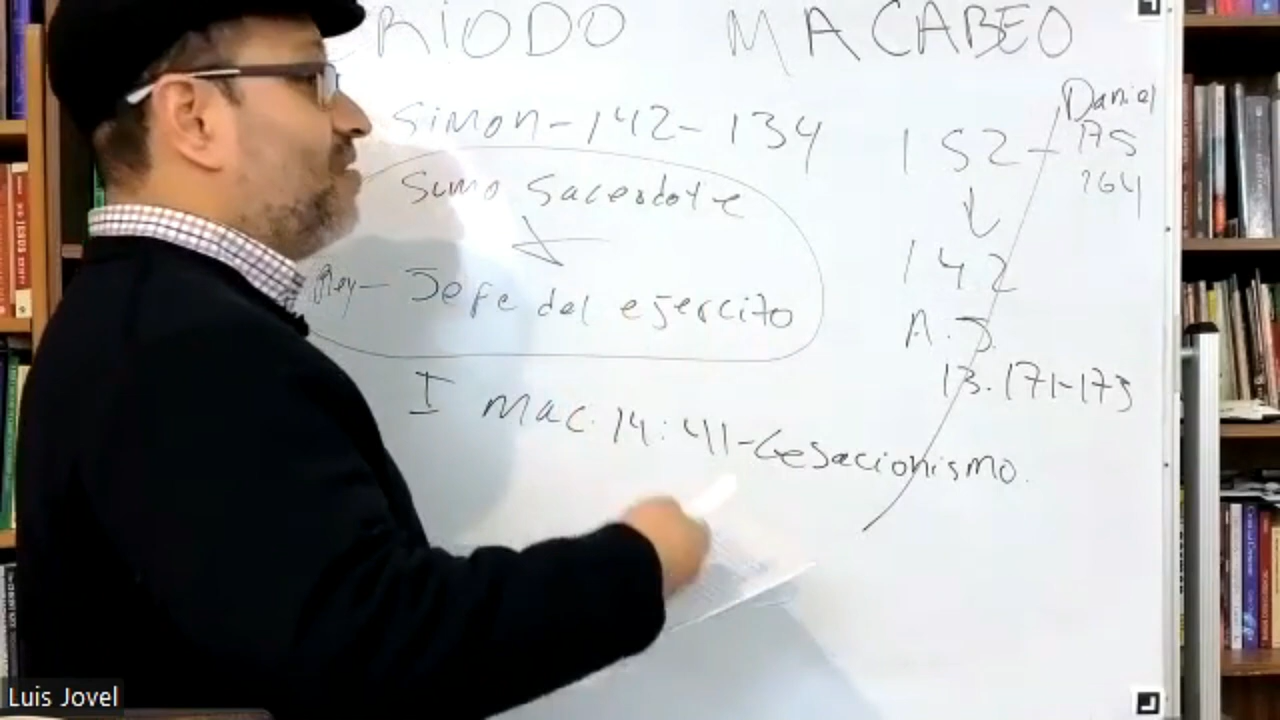 RIODO MACABEO
Simon-142-134
Sumo Sacerdote
Rey- Jefe del ejercito
I Mac. 14:41-Cesacionismo.
Daniel
152- 175
164
142
A.J.
13.171-173
Luis Jovel